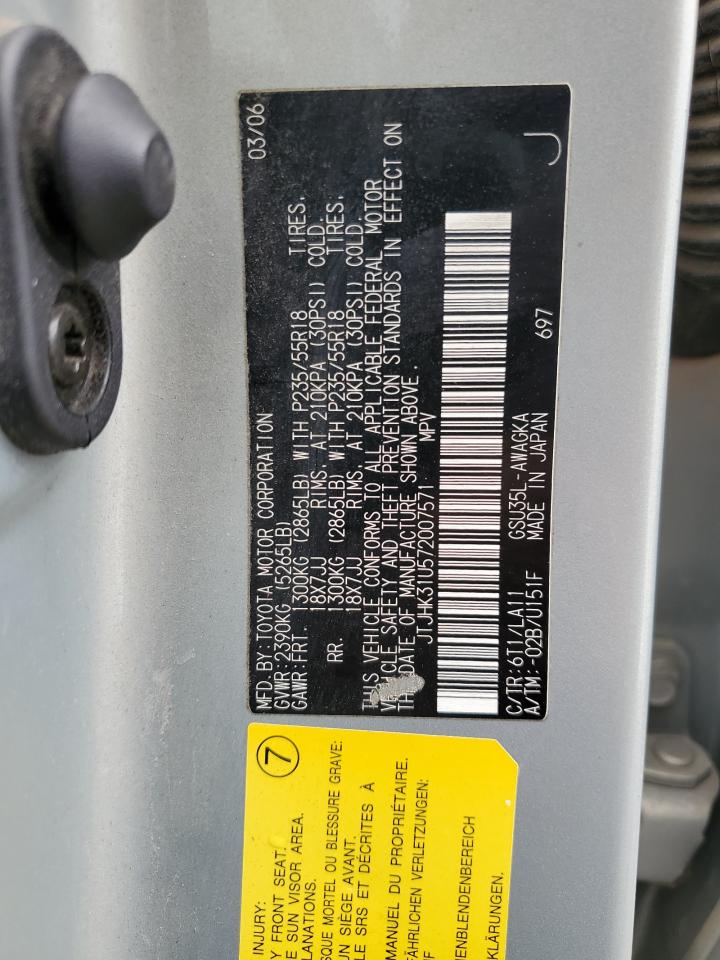 MFD. BY: TOYOTA MOTOR CORPORATION 03/06
GVWR: 2390KG (5265LB)
GAWR: FRT. 1300KG (2865LB) WITH P235/55R18 TIRES,
18X7JJ RIMS, AT 210KPA (30PSI) COLD.
RR. 1300KG (2865LB) WITH P235/55R18 TIRES,
18X7JJ RIMS, AT 210KPA (30PSI) COLD.
THIS VEHICLE CONFORMS TO ALL APPLICABLE FEDERAL MOTOR
VEHICLE SAFETY AND THEFT PREVENTION STANDARDS IN EFFECT ON
THE DATE OF MANUFACTURE SHOWN ABOVE.
JTJHK31U572007571 MPV
C/TR: 6T7/LA11 GSU35L-AWAGKA
A/TM: -02B/U151F MADE IN JAPAN 697
J
7
INJURY:
Y FRONT SEAT.
E SUN VISOR AREA.
LANATIONS.
SQUE MORTEL OU BLESSURE GRAVE:
UN SIÈGE AVANT.
LE SRS ET DÉCRITES À
MANUEL DU PROPRIÉTAIRE.
FÄHRLICHEN VERLETZUNGEN:
ENBLENDENBEREICH
KLÄRUNGEN.